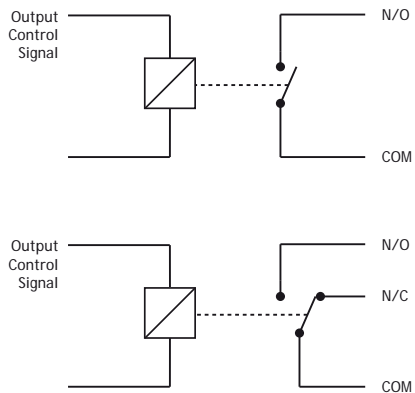 Output
Control
Signal
N/O
COM
Output
Control
Signal
N/O
N/C
COM